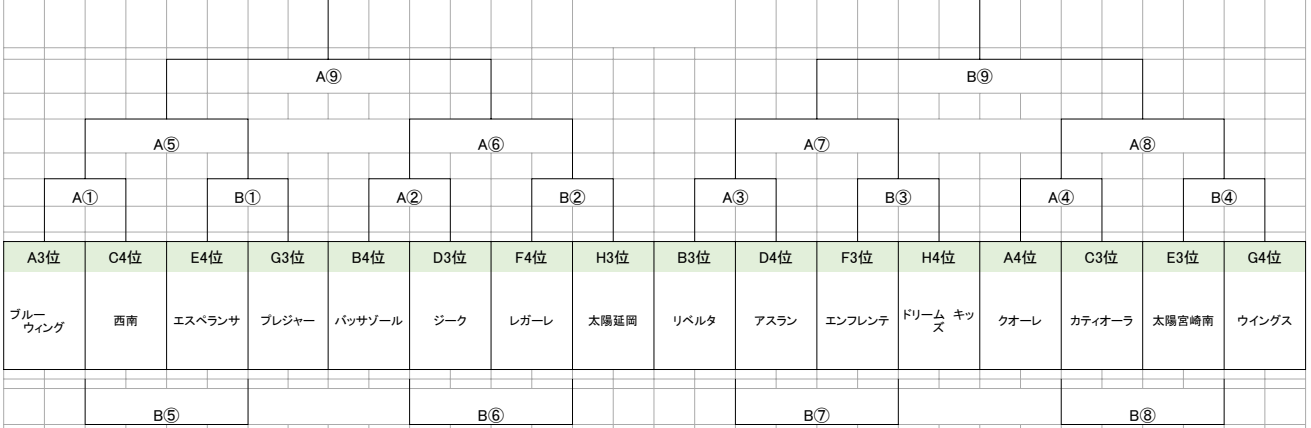 A⑨ B⑨
A⑤ A⑥ A⑦ A⑧
A① B① A② B② A③ B③ A④ B④
A3位 C4位 E4位 G3位 B4位 D3位 F4位 H3位 B3位 D4位 F3位 H4位 A4位 C3位 E3位 G4位
ブルー
ウィング
西南
エスペランサ
プレジャー
バッサゾール
ジーク
レガーレ
太陽延岡
リベルタ
アスラン
エンフレンテ
ドリーム キッ
ズ
クオーレ
カティオーラ
太陽宮崎南
ウイングス
B⑤ B⑥ B⑦ B⑧